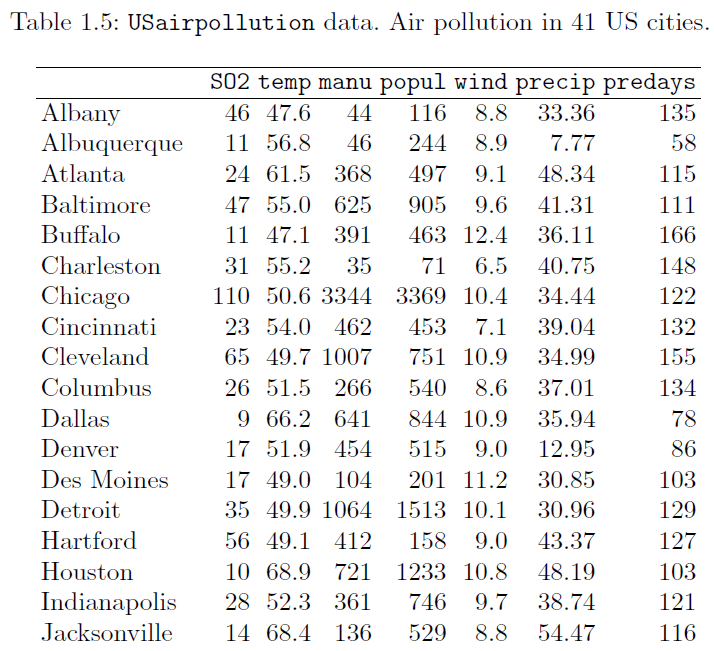 Table 1.5: USairpollution data. Air pollution in 41 US cities.
SO2 temp manu popul wind precip predays
Albany 46 47.6 44 116 8.8 33.36 135
Albuquerque 11 56.8 46 244 8.9 7.77 58
Atlanta 24 61.5 368 497 9.1 48.34 115
Baltimore 47 55.0 625 905 9.6 41.31 111
Buffalo 11 47.1 391 463 12.4 36.11 166
Charleston 31 55.2 35 71 6.5 40.75 148
Chicago 110 50.6 3344 3369 10.4 34.44 122
Cincinnati 23 54.0 462 453 7.1 39.04 132
Cleveland 65 49.7 1007 751 10.9 34.99 155
Columbus 26 51.5 266 540 8.6 37.01 134
Dallas 9 66.2 641 844 10.9 35.94 78
Denver 17 51.9 454 515 9.0 12.95 86
Des Moines 17 49.0 104 201 11.2 30.85 103
Detroit 35 49.9 1064 1513 10.1 30.96 129
Hartford 56 49.1 412 158 9.0 43.37 127
Houston 10 68.9 721 1233 10.8 48.19 103
Indianapolis 28 52.3 361 746 9.7 38.74 121
Jacksonville 14 68.4 136 529 8.8 54.47 116